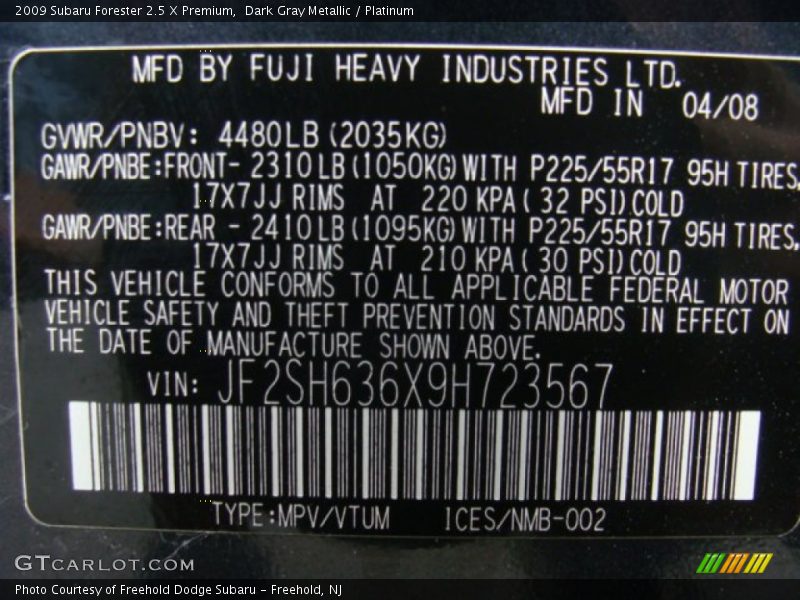 2009 Subaru Forester 2.5 X Premium,  Dark Gray Metallic / Platinum
MFD BY FUJI HEAVY INDUSTRIES LTD.
MFD IN 04/08
GVWR/PNBV: 4480LB (2035KG)
GAWR/PNBE:FRONT- 2310LB (1050KG) WITH P225/55R17 95H TIRES,
17X7JJ RIMS AT 220 KPA ( 32 PSI) COLD
GAWR/PNBE:REAR - 2410LB (1095KG) WITH P225/55R17 95H TIRES,
17X7JJ RIMS AT 210 KPA ( 30 PSI) COLD
THIS VEHICLE CONFORMS TO ALL APPLICABLE FEDERAL MOTOR
VEHICLE SAFETY AND THEFT PREVENTION STANDARDS IN EFFECT ON
THE DATE OF MANUFACTURE SHOWN ABOVE.
VIN: JF2SH636X9H723567
TYPE:MPV/VTUM ICES/NMB-002
GTCARLOT.COM
Photo Courtesy of Freehold Dodge Subaru - Freehold, NJ